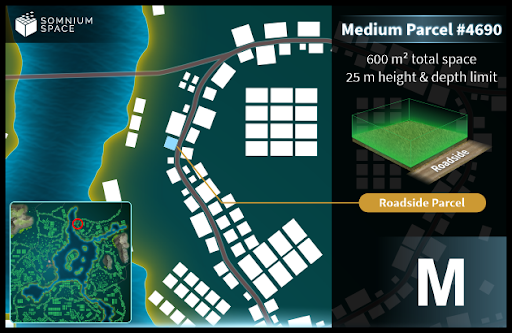 SOMNIUM
SPACE
Medium Parcel #4690
600 m² total space
25 m height & depth limit
Roadside
Roadside Parcel
M